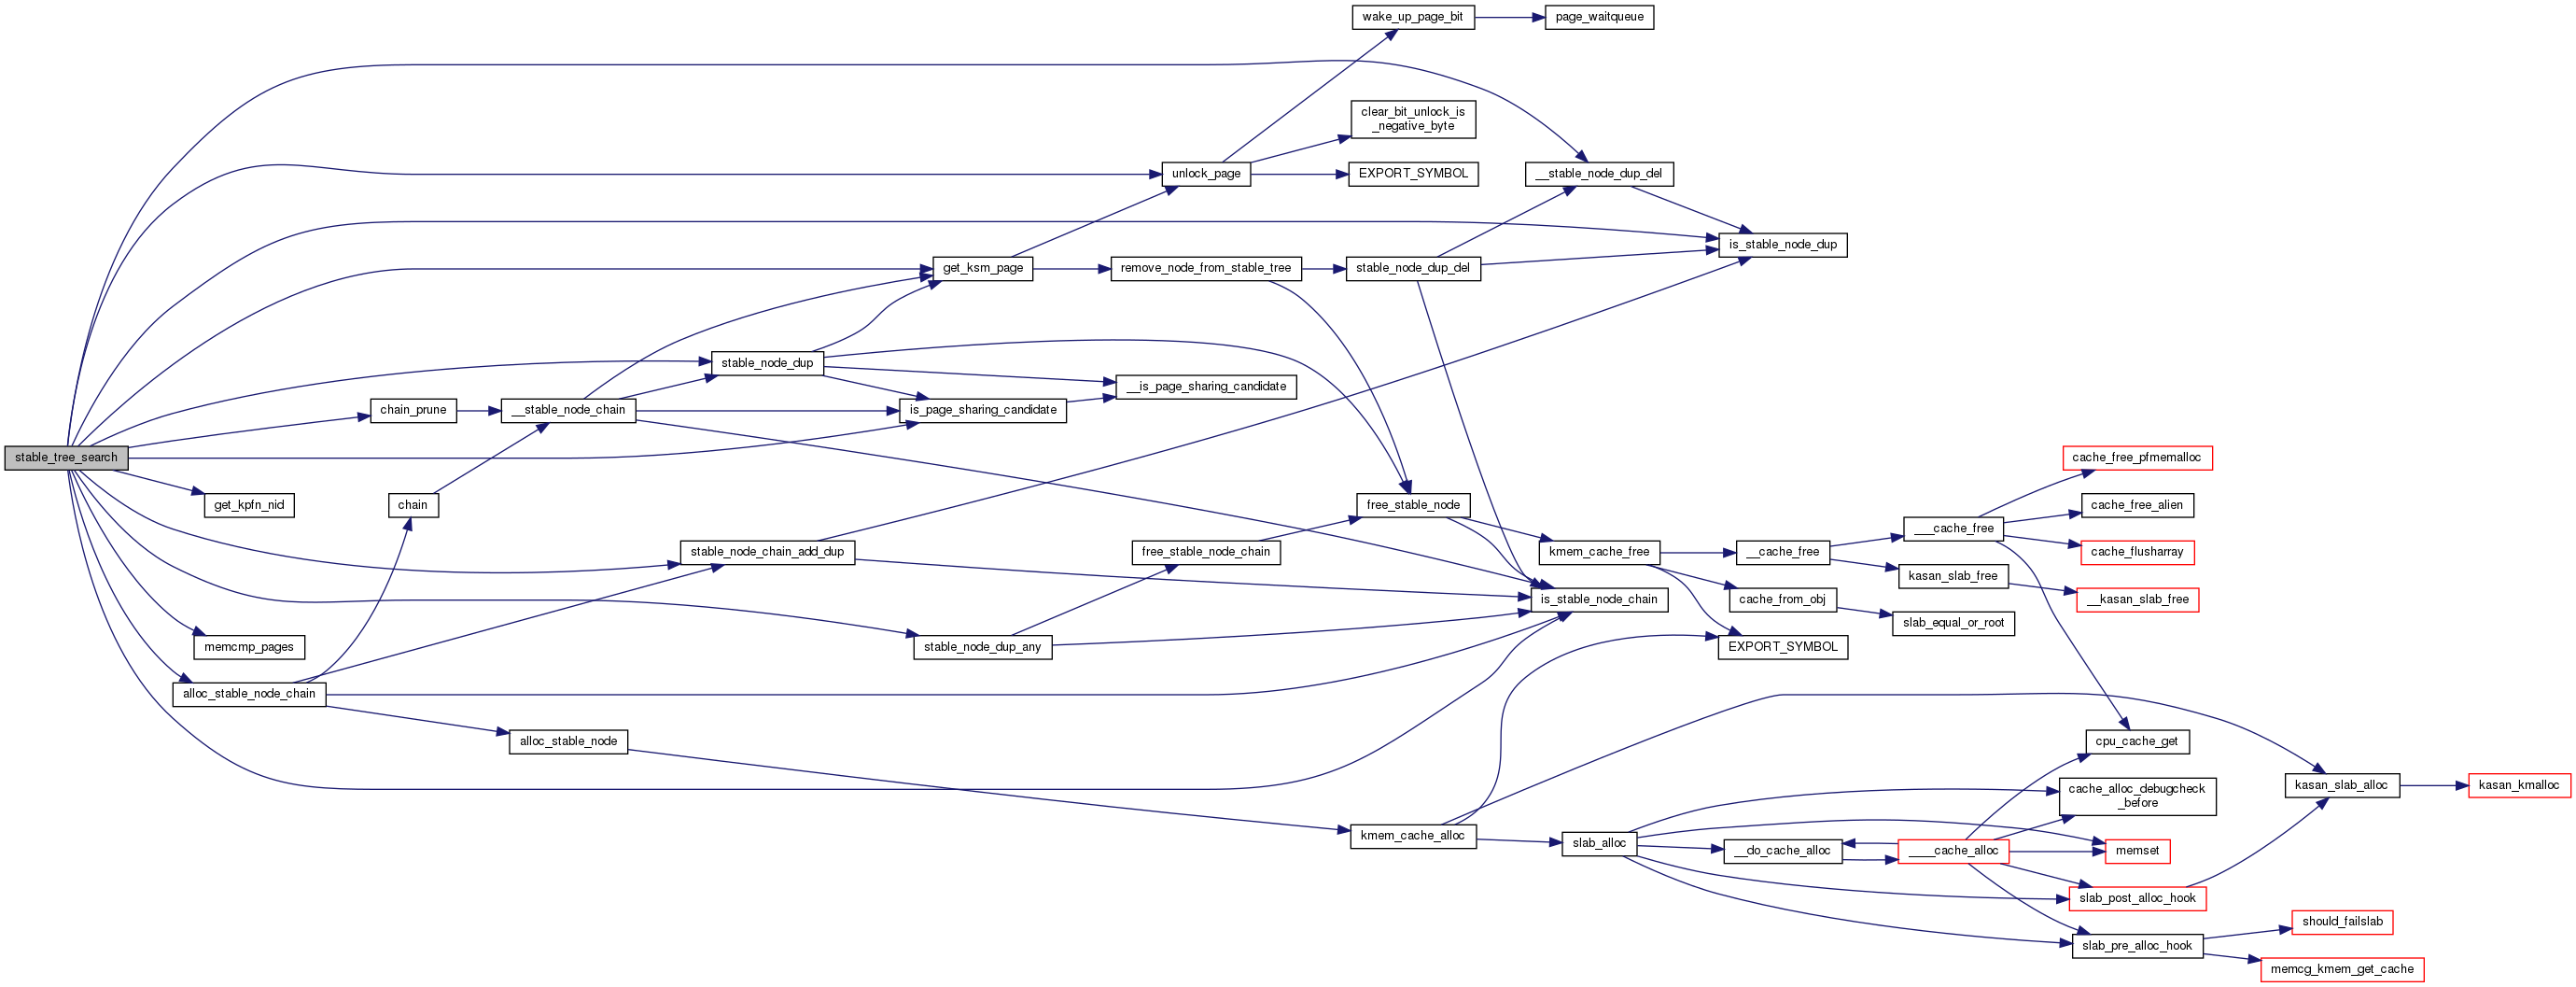 wake_up_page_bit
page_waitqueue
clear_bit_unlock_is
_negative_byte
unlock_page
EXPORT_SYMBOL
__stable_node_dup_del
is_stable_node_dup
get_ksm_page
remove_node_from_stable_tree
stable_node_dup_del
stable_node_dup
__is_page_sharing_candidate
chain_prune
__stable_node_chain
is_page_sharing_candidate
stable_tree_search
cache_free_pfmemalloc
get_kpfn_nid
chain
free_stable_node
cache_free_alien
___cache_free
stable_node_chain_add_dup
free_stable_node_chain
kmem_cache_free
__cache_free
cache_flusharray
kasan_slab_free
is_stable_node_chain
cache_from_obj
__kasan_slab_free
slab_equal_or_root
memcmp_pages
stable_node_dup_any
EXPORT_SYMBOL
alloc_stable_node_chain
alloc_stable_node
cpu_cache_get
kasan_slab_alloc
kasan_kmalloc
cache_alloc_debugcheck
_before
kmem_cache_alloc
slab_alloc
__do_cache_alloc
____cache_alloc
memset
slab_post_alloc_hook
should_failslab
slab_pre_alloc_hook
memcg_kmem_get_cache